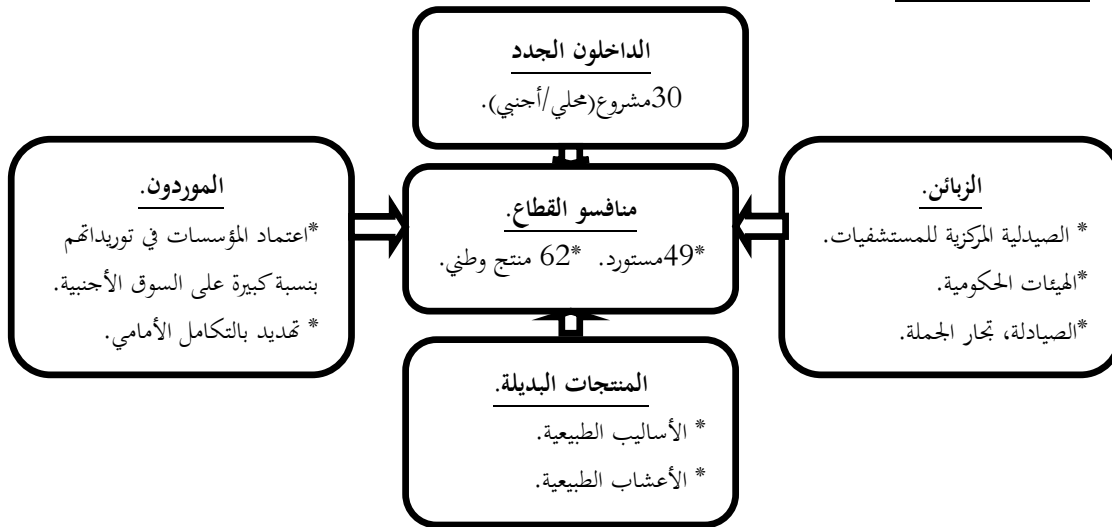 الداخلون الجدد
30مشروع(محلي/أجنبي).
الزبائن.
* الصيدلية المركزية للمستشفيات.
*الهيئات الحكومية.
*الصيادلة، تجار الجملة.
منافسو القطاع.
*49مستورد. *62 منتج وطني.
الموردون.
*اعتماد المؤسسات في توريداتهم
بنسبة كبيرة على السوق الأجنبية.
* تهديد بالتكامل الأمامي.
المنتجات البديلة.
* الأساليب الطبيعية.
* الأعشاب الطبيعية.